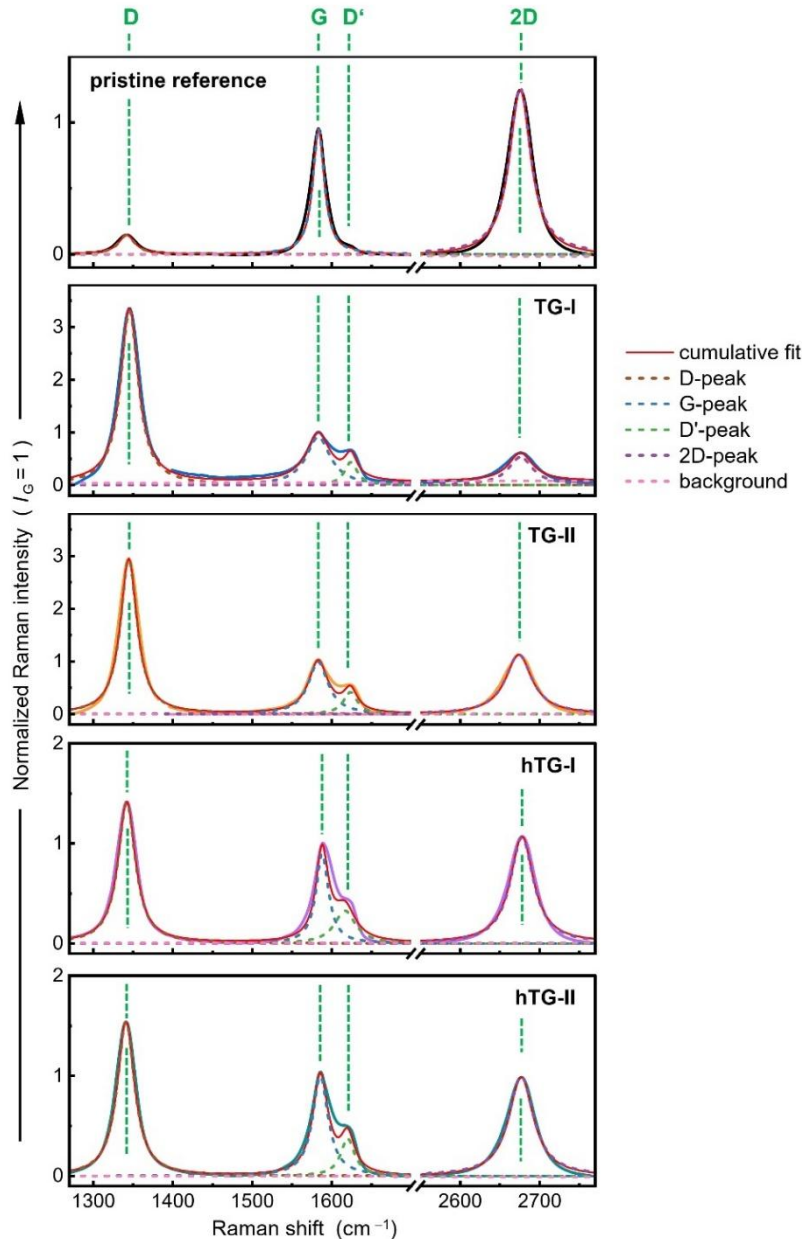 D G D‘ 2D
pristine reference
1
0
TG-I
3
2
1
0
TG-II
3
2
1
0
hTG-I
2
1
0
hTG-II
2
1
0
1300 1400 1500 1600 2600 2700
Raman shift (cm⁻¹)
Normalized Raman intensity ( I_G = 1 )
cumulative fit
D-peak
G-peak
D'-peak
2D-peak
background